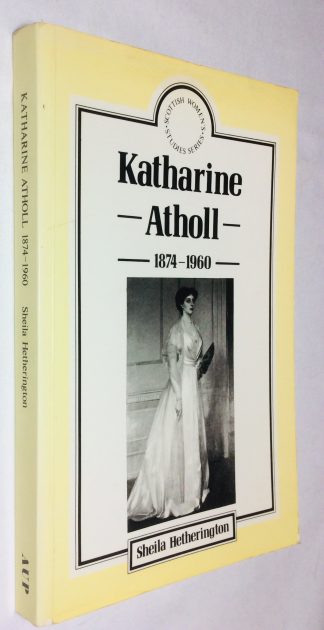 KATHARINE ATHOLL 1874–1960 Sheila Hetherington AUP
·SCOTTISH WOMEN'S·
STUDIES SERIES
Katharine
— Atholl —
— 1874–1960 —
Sheila Hetherington